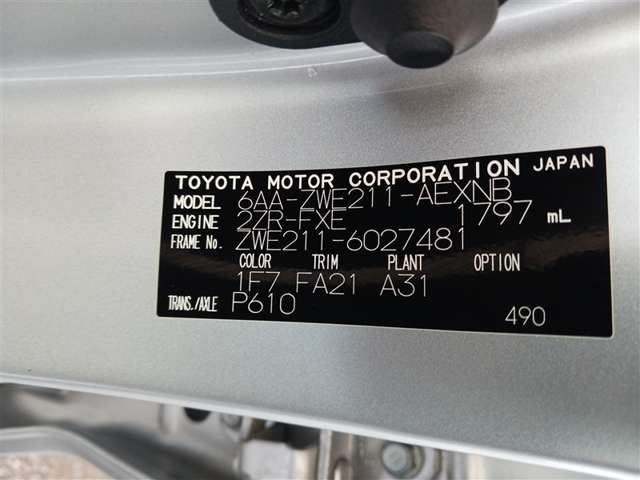 TOYOTA MOTOR CORPORATION JAPAN
MODEL 6AA-ZWE211-AEXNB
ENGINE 2ZR-FXE 1797 mL
FRAME No. ZWE211-6027481
COLOR TRIM PLANT OPTION
1F7 FA21 A31
TRANS./AXLE P610
490